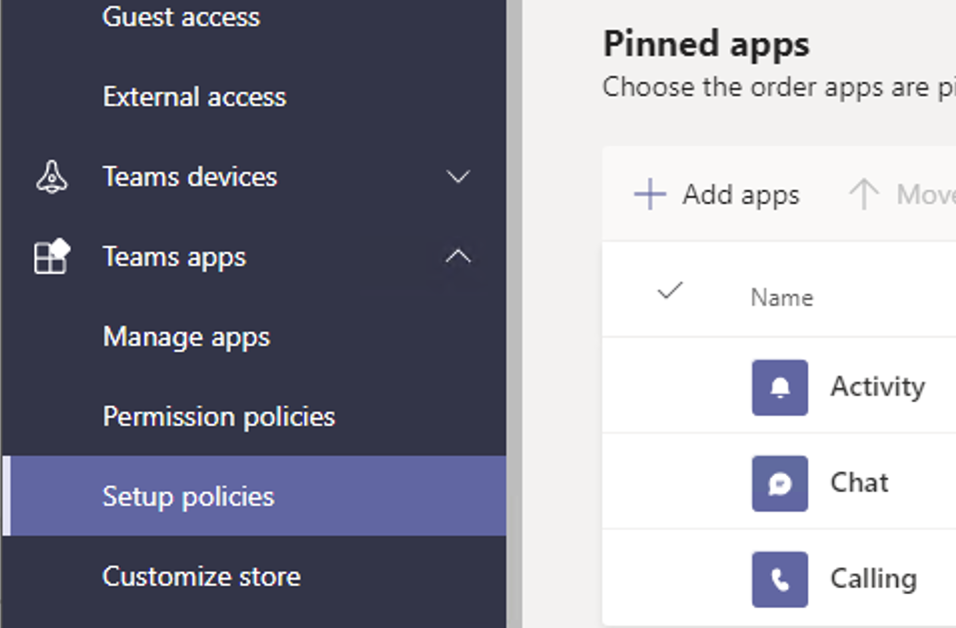 Guest access
External access
Teams devices
Teams apps
Manage apps
Permission policies
Setup policies
Customize store
Pinned apps
Choose the order apps are
Add apps
Move
Name
Activity
Chat
Calling